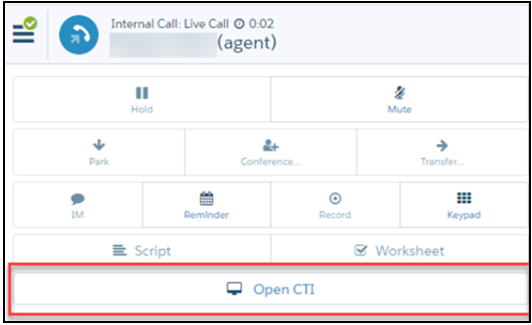 Internal Call: Live Call 0:02
(agent)
Hold
Mute
Park
Conference...
Transfer...
IM
Reminder
Record
Keypad
Script
Worksheet
Open CTI